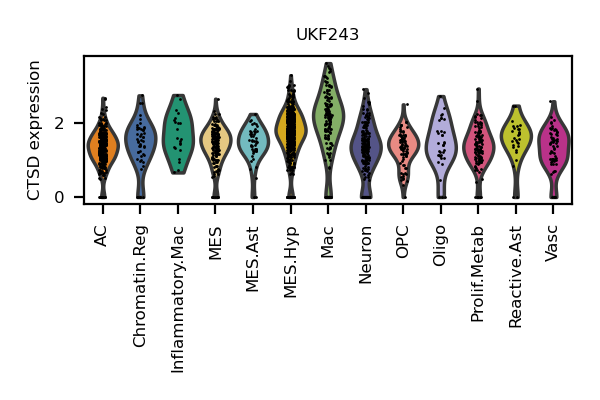 UKF243
CTSD expression
2
0
AC
Chromatin.Reg
Inflammatory.Mac
MES
MES.Ast
MES.Hyp
Mac
Neuron
OPC
Oligo
Prolif.Metab
Reactive.Ast
Vasc